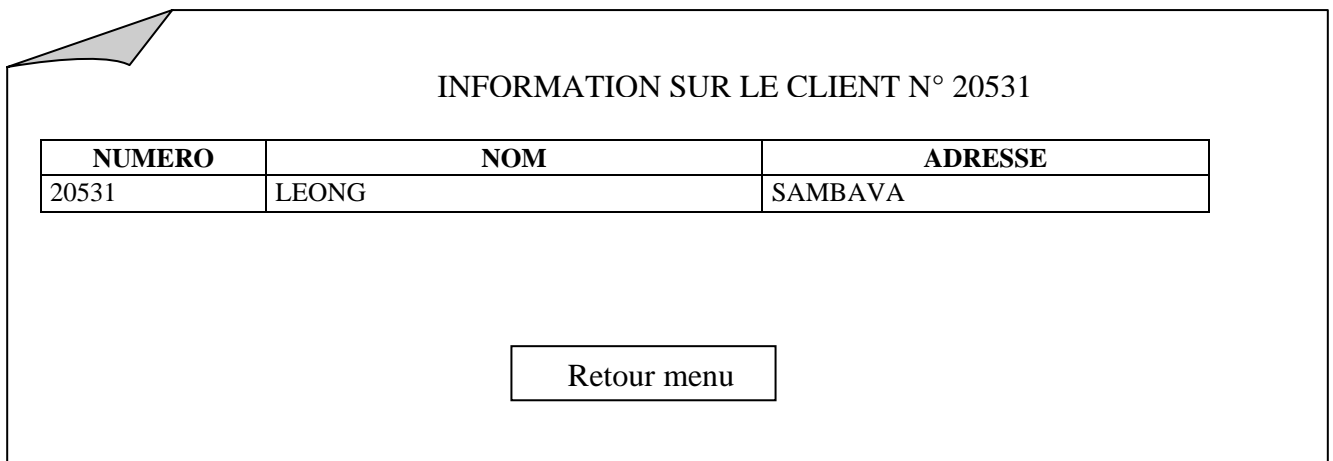 INFORMATION SUR LE CLIENT N° 20531
NUMERO NOM ADRESSE
20531 LEONG SAMBAVA
Retour menu